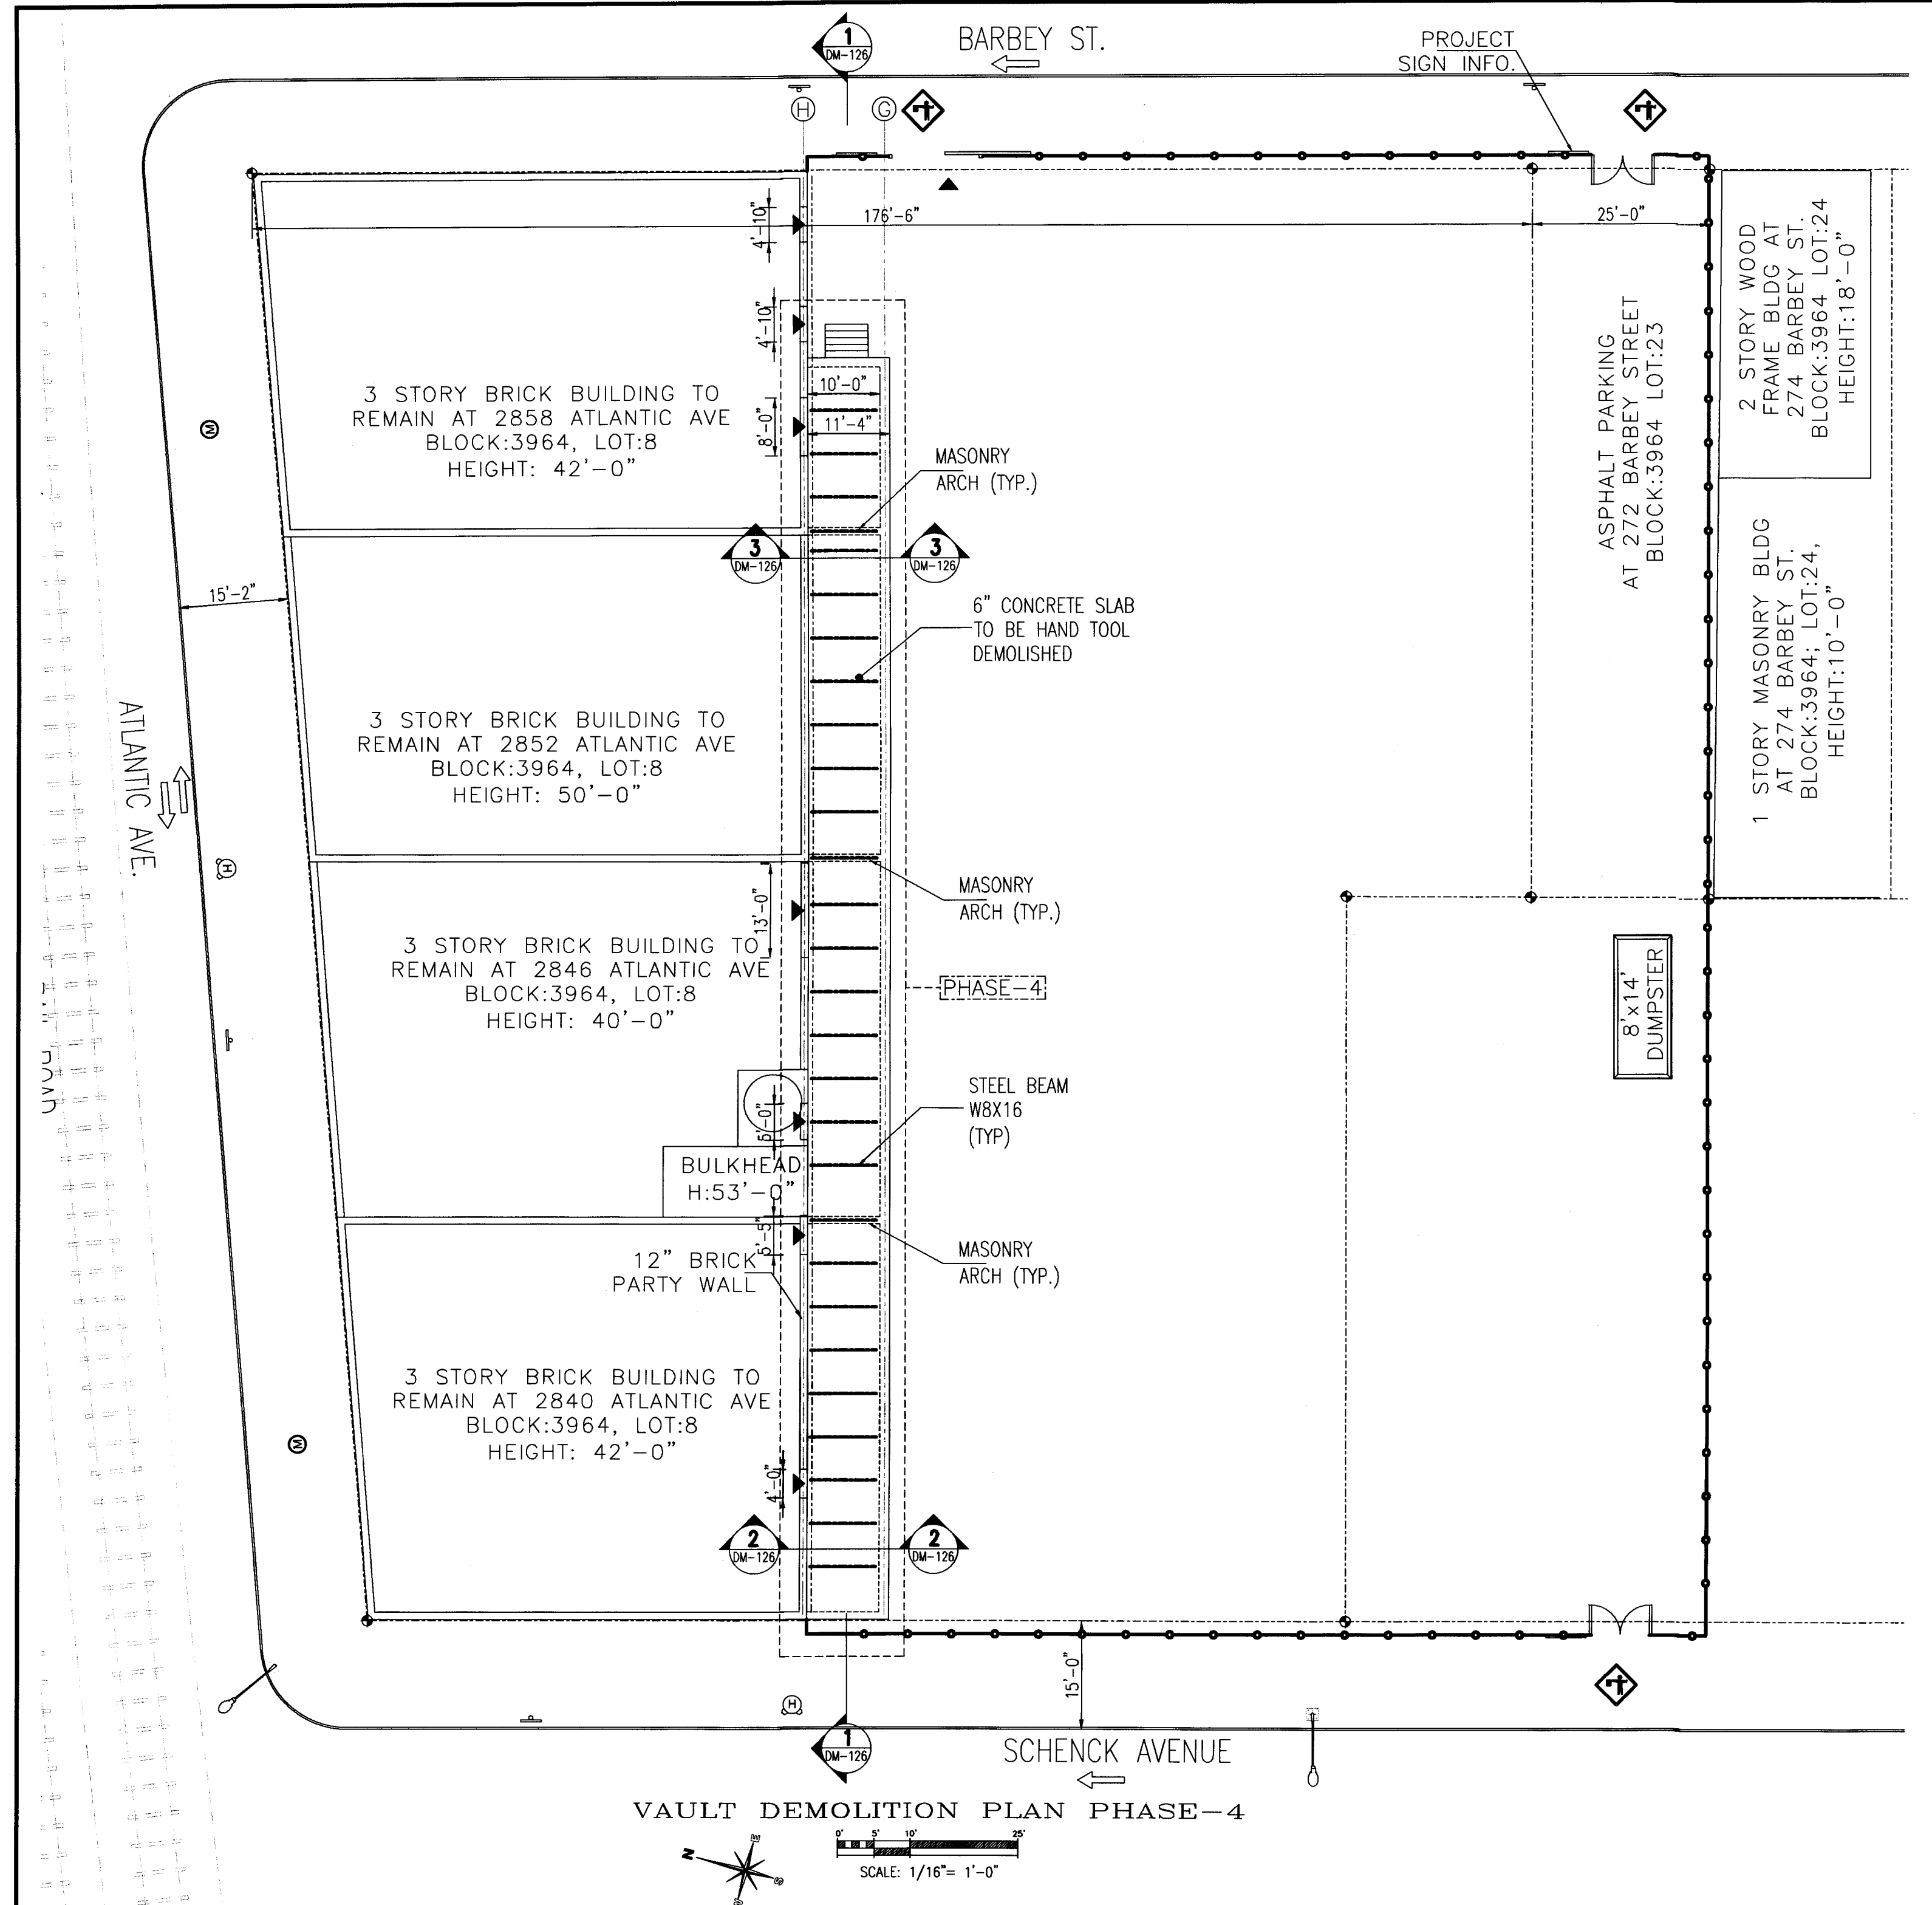 BARBEY ST.
PROJECT
SIGN INFO.
1
DM-126
H
G
176'-6"
25'-0"
4'-10"
4'-10"
8'-0"
10'-0"
11'-4"
3 STORY BRICK BUILDING TO
REMAIN AT 2858 ATLANTIC AVE
BLOCK:3964, LOT:8
HEIGHT: 42'-0"
MASONRY
ARCH (TYP.)
ASPHALT PARKING
AT 272 BARBEY STREET
BLOCK:3964 LOT:23
2 STORY WOOD
FRAME BLDG AT
274 BARBEY ST.
BLOCK:3964 LOT:24
HEIGHT:18'-0"
M
3
DM-126
3
DM-126
15'-2"
6" CONCRETE SLAB
TO BE HAND TOOL
DEMOLISHED
1 STORY MASONRY BLDG
AT 274 BARBEY ST.
BLOCK:3964; LOT:24,
HEIGHT:10'-0"
ATLANTIC AVE.
3 STORY BRICK BUILDING TO
REMAIN AT 2852 ATLANTIC AVE
BLOCK:3964, LOT:8
HEIGHT: 50'-0"
H
13'-0"
MASONRY
ARCH (TYP.)
3 STORY BRICK BUILDING TO
REMAIN AT 2846 ATLANTIC AVE
BLOCK:3964, LOT:8
HEIGHT: 40'-0"
PHASE-4
8'x14'
DUMPSTER
STEEL BEAM
W8X16
(TYP)
5'-0"
BULKHEAD
H:53'-0"
5'-5"
12" BRICK
PARTY WALL
MASONRY
ARCH (TYP.)
3 STORY BRICK BUILDING TO
REMAIN AT 2840 ATLANTIC AVE
BLOCK:3964, LOT:8
HEIGHT: 42'-0"
M
4'-0"
2
DM-126
2
DM-126
15'-0"
H
1
DM-126
SCHENCK AVENUE
VAULT DEMOLITION PLAN PHASE-4
0' 5' 10' 25'
SCALE: 1/16"= 1'-0"
N
E
S